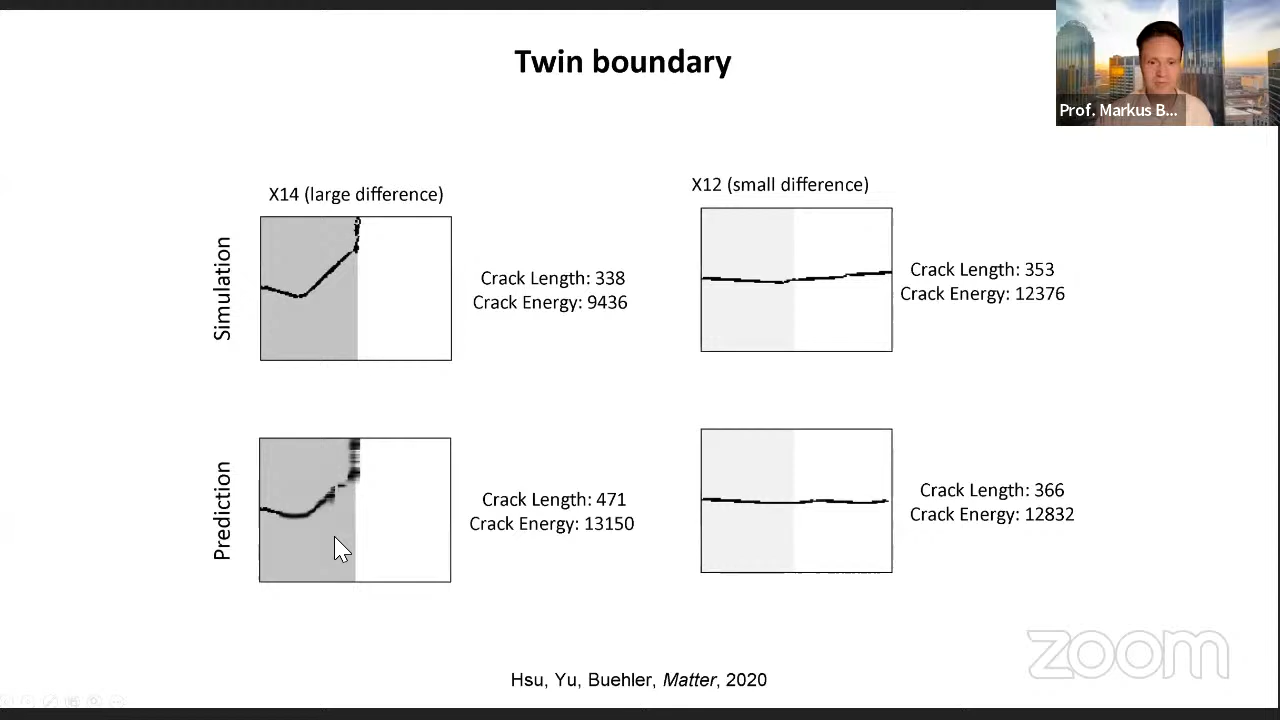 Twin boundary
Prof. Markus B...
X14 (large difference)
X12 (small difference)
Simulation
Crack Length: 338
Crack Energy: 9436
Crack Length: 353
Crack Energy: 12376
Prediction
Crack Length: 471
Crack Energy: 13150
Crack Length: 366
Crack Energy: 12832
zoom
Hsu, Yu, Buehler, Matter, 2020